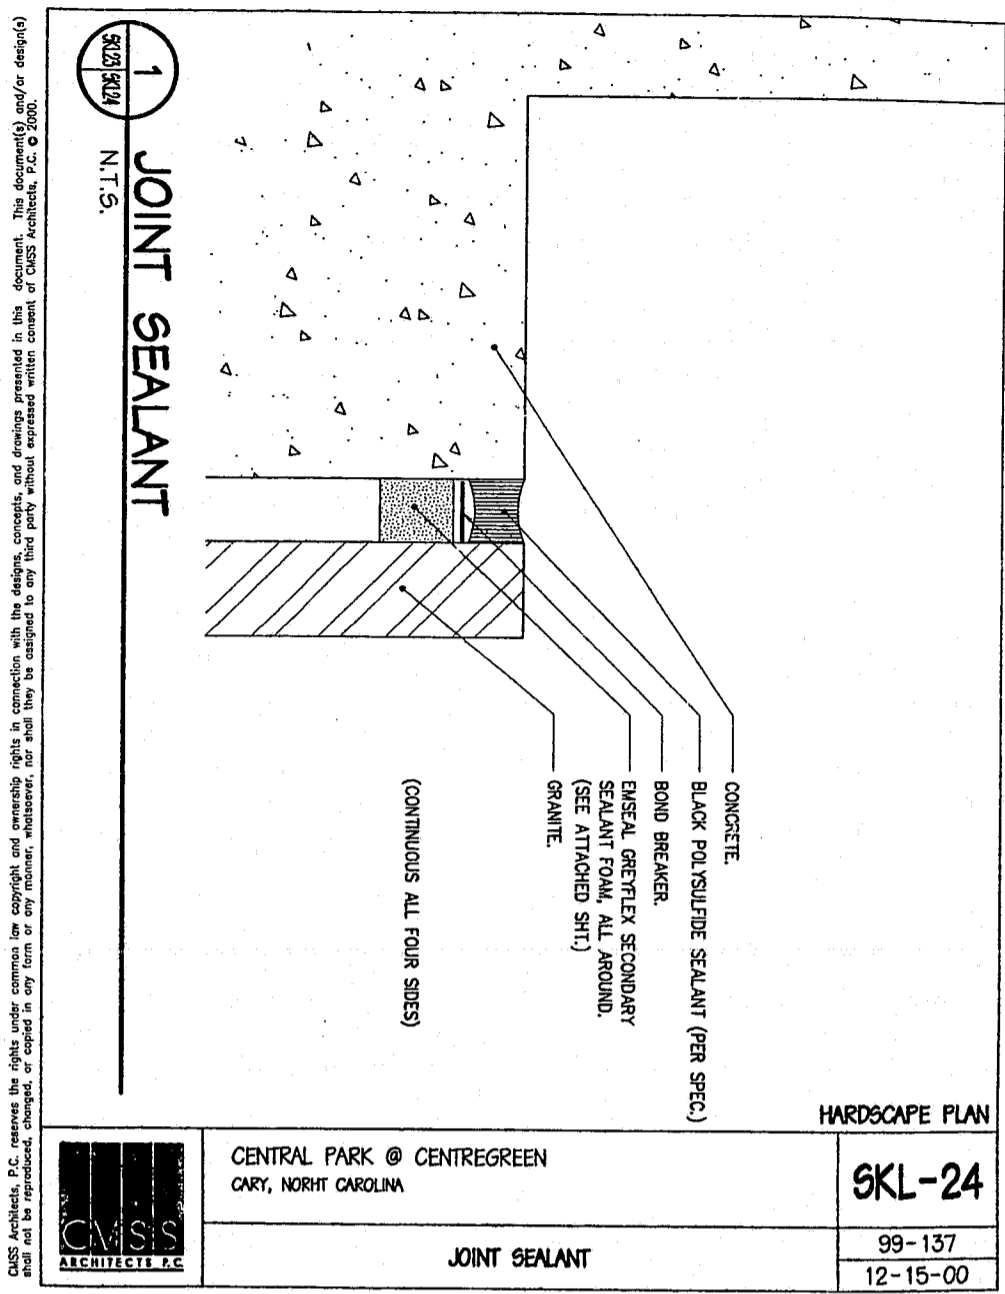 CONCRETE.
BLACK POLYSULFIDE SEALANT (PER SPEC.)
BOND BREAKER.
EMSEAL GREYFLEX SECONDARY
SEALANT FOAM, ALL AROUND.
(SEE ATTACHED SHT.)
GRANITE.
(CONTINUOUS ALL FOUR SIDES)
1
SKL23 SKL24
JOINT SEALANT
N.T.S.
CMSS Architects, P.C. reserves the rights under common law copyright and ownership rights in connection with the designs, concepts, and drawings presented in this document. This document(s) and/or design(s)
shall not be reproduced, changed, or copied in any form or any manner, whatsoever, nor shall they be assigned to any third party without expressed written consent of CMSS Architects, P.C. © 2000.
HARDSCAPE PLAN
CMSS
ARCHITECTS P.C.
CENTRAL PARK @ CENTREGREEN
CARY, NORHT CAROLINA
SKL-24
JOINT SEALANT
99-137
12-15-00